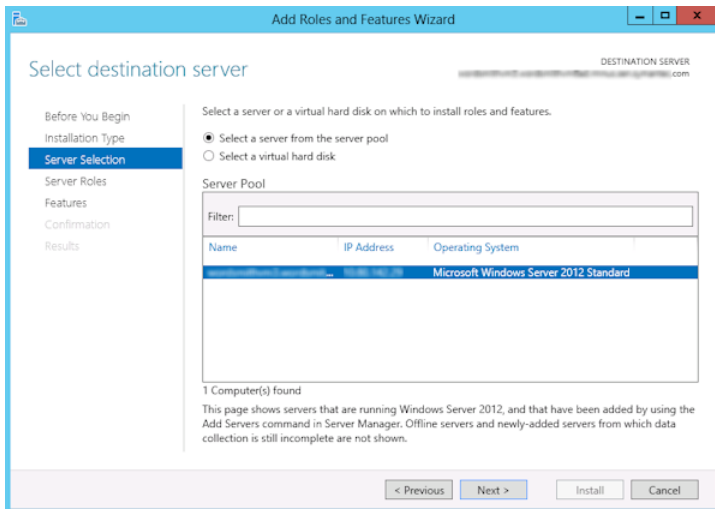 Add Roles and Features Wizard
Select destination server
DESTINATION SERVER
.com
Before You Begin
Installation Type
Server Selection
Server Roles
Features
Confirmation
Results
Select a server or a virtual hard disk on which to install roles and features.
Select a server from the server pool
Select a virtual hard disk
Server Pool
Filter:
Name IP Address Operating System
... Microsoft Windows Server 2012 Standard
1 Computer(s) found
This page shows servers that are running Windows Server 2012, and that have been added by using the
Add Servers command in Server Manager. Offline servers and newly-added servers from which data
collection is still incomplete are not shown.
< Previous Next > Install Cancel